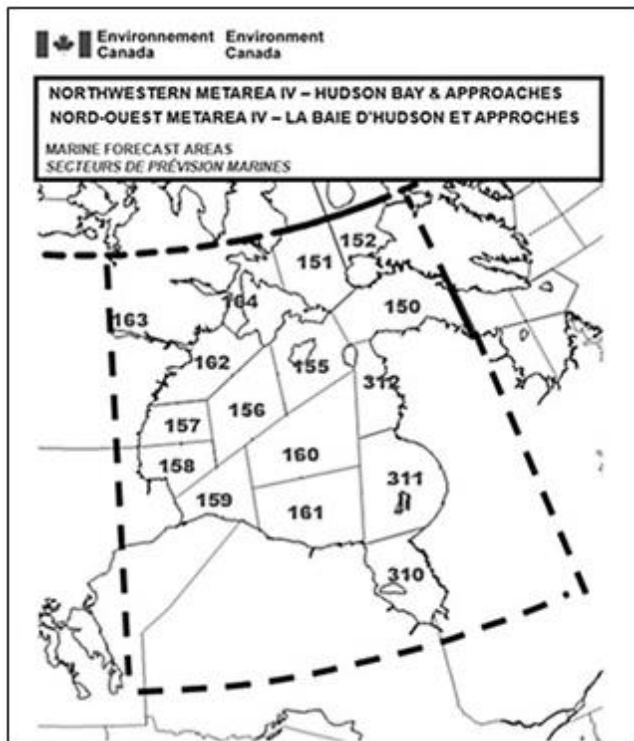 Environnement Environment
Canada Canada
NORTHWESTERN METAREA IV – HUDSON BAY & APPROACHES
NORD-OUEST METAREA IV – LA BAIE D'HUDSON ET APPROCHES
MARINE FORECAST AREAS
SECTEURS DE PRÉVISION MARINES
152
151
164
150
163
162
155
312
156
157
158
160
311
159
161
310